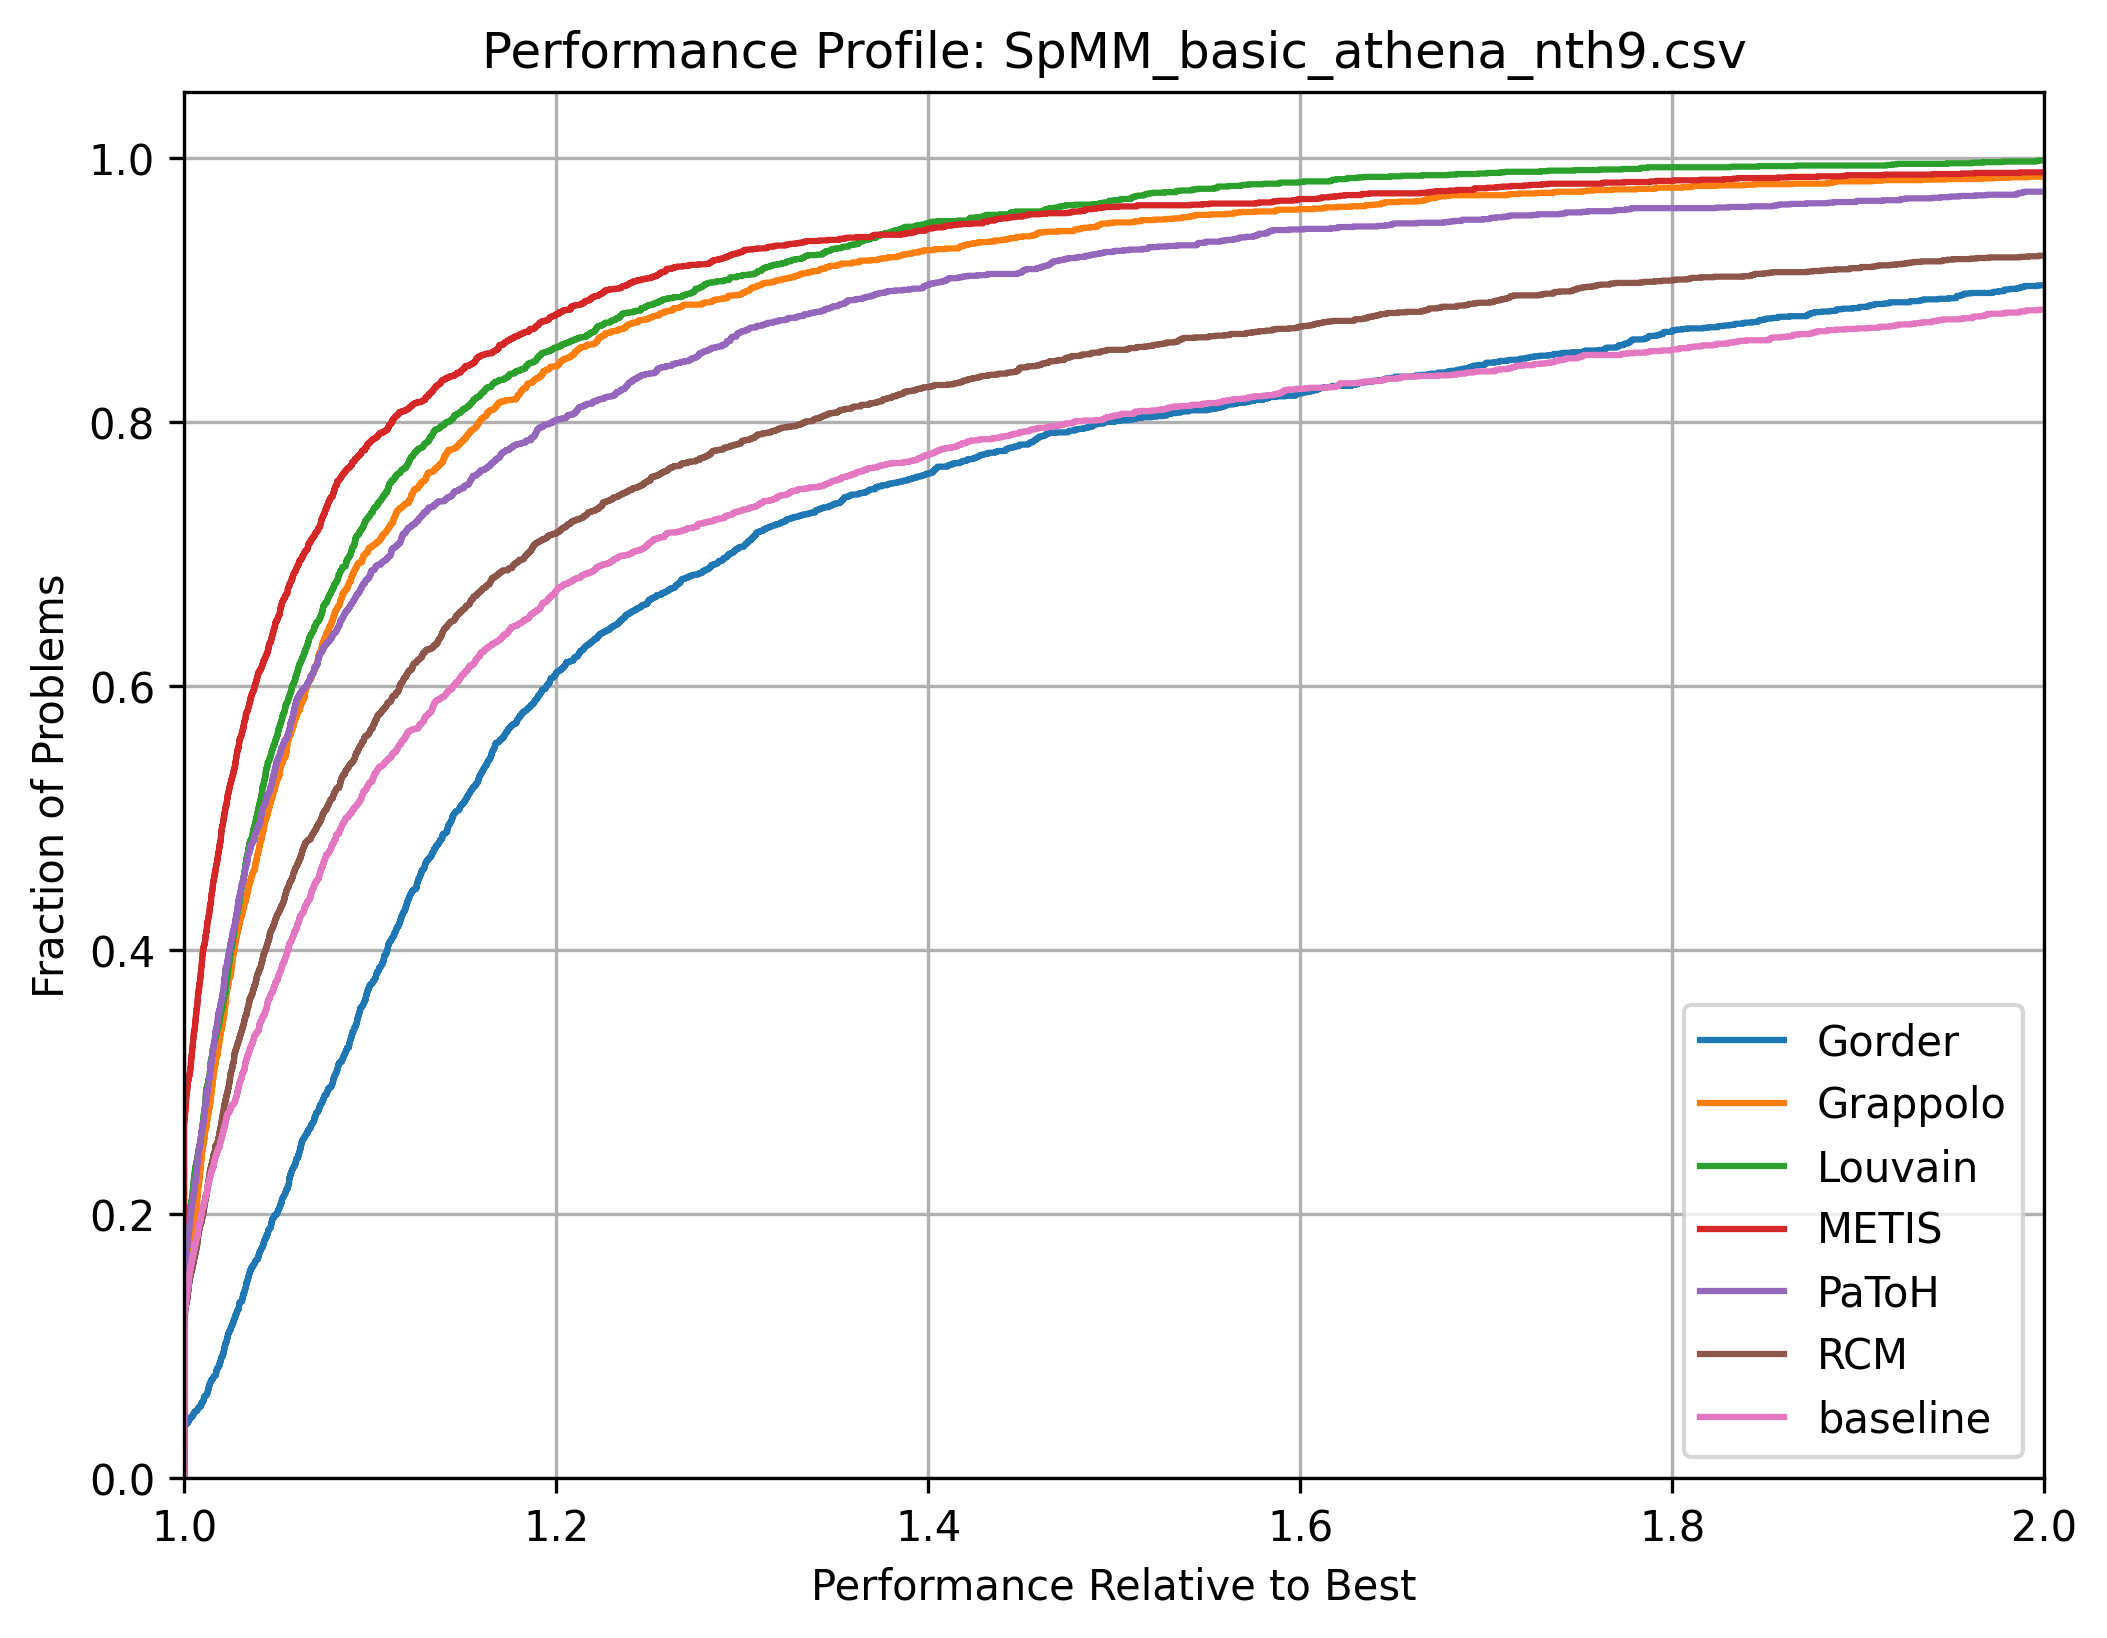 Performance Profile: SpMM_basic_athena_nth9.csv
Fraction of Problems
1.0
0.8
0.6
0.4
0.2
0.0
Gorder
Grappolo
Louvain
METIS
PaToH
RCM
baseline
1.0 1.2 1.4 1.6 1.8 2.0
Performance Relative to Best